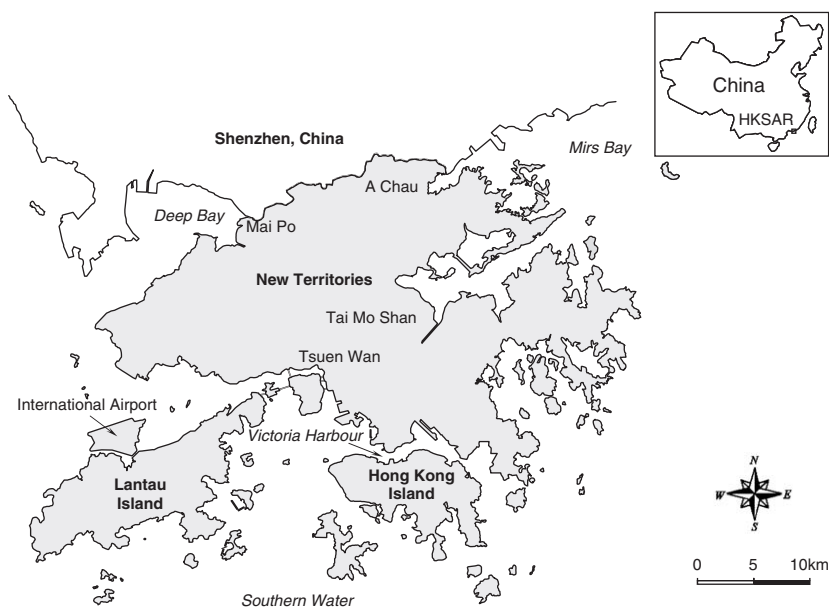 China
HKSAR
Shenzhen, China
Mirs Bay
A Chau
Deep Bay
Mai Po
New Territories
Tai Mo Shan
Tsuen Wan
International Airport
Victoria Harbour
Lantau
Island
Hong Kong
Island
N
W
E
S
0 5 10km
Southern Water